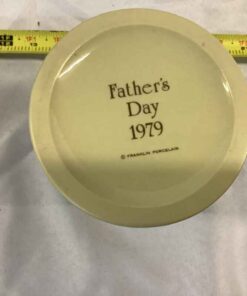 Father's
Day
1979
© FRANKLIN PORCELAIN